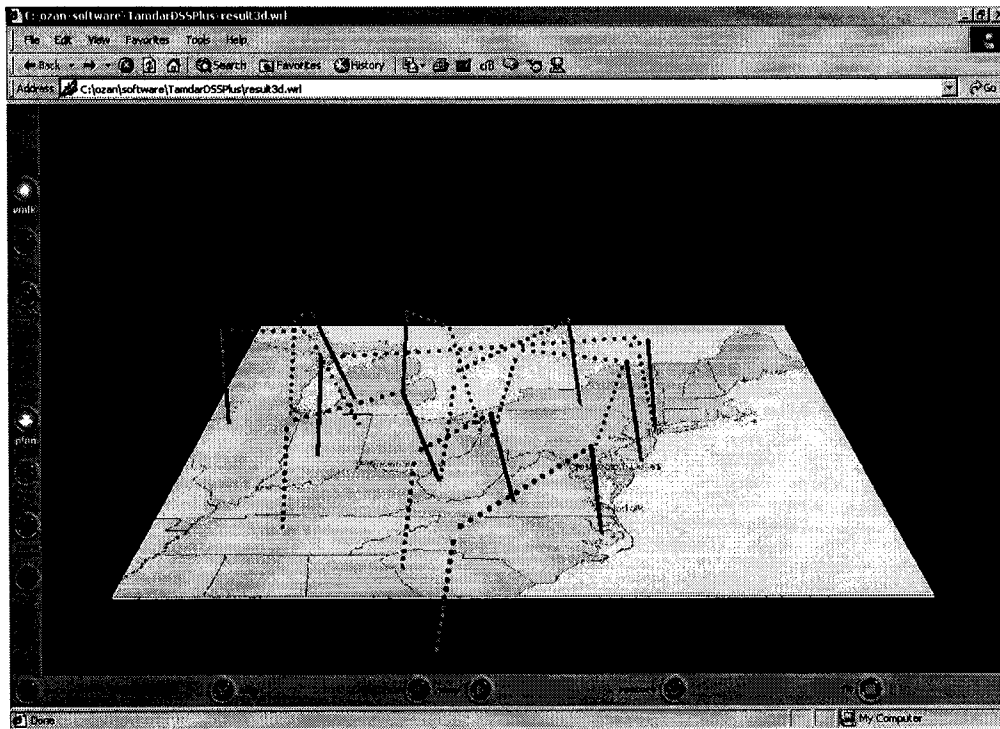 C:\ozan\software\TamdarDSSPlus\result3d.wrl
File Edit View Favorites Tools Help
Back Search Favorites History
Address C:\ozan\software\TamdarDSSPlus\result3d.wrl Go
walk
plan
Done My Computer